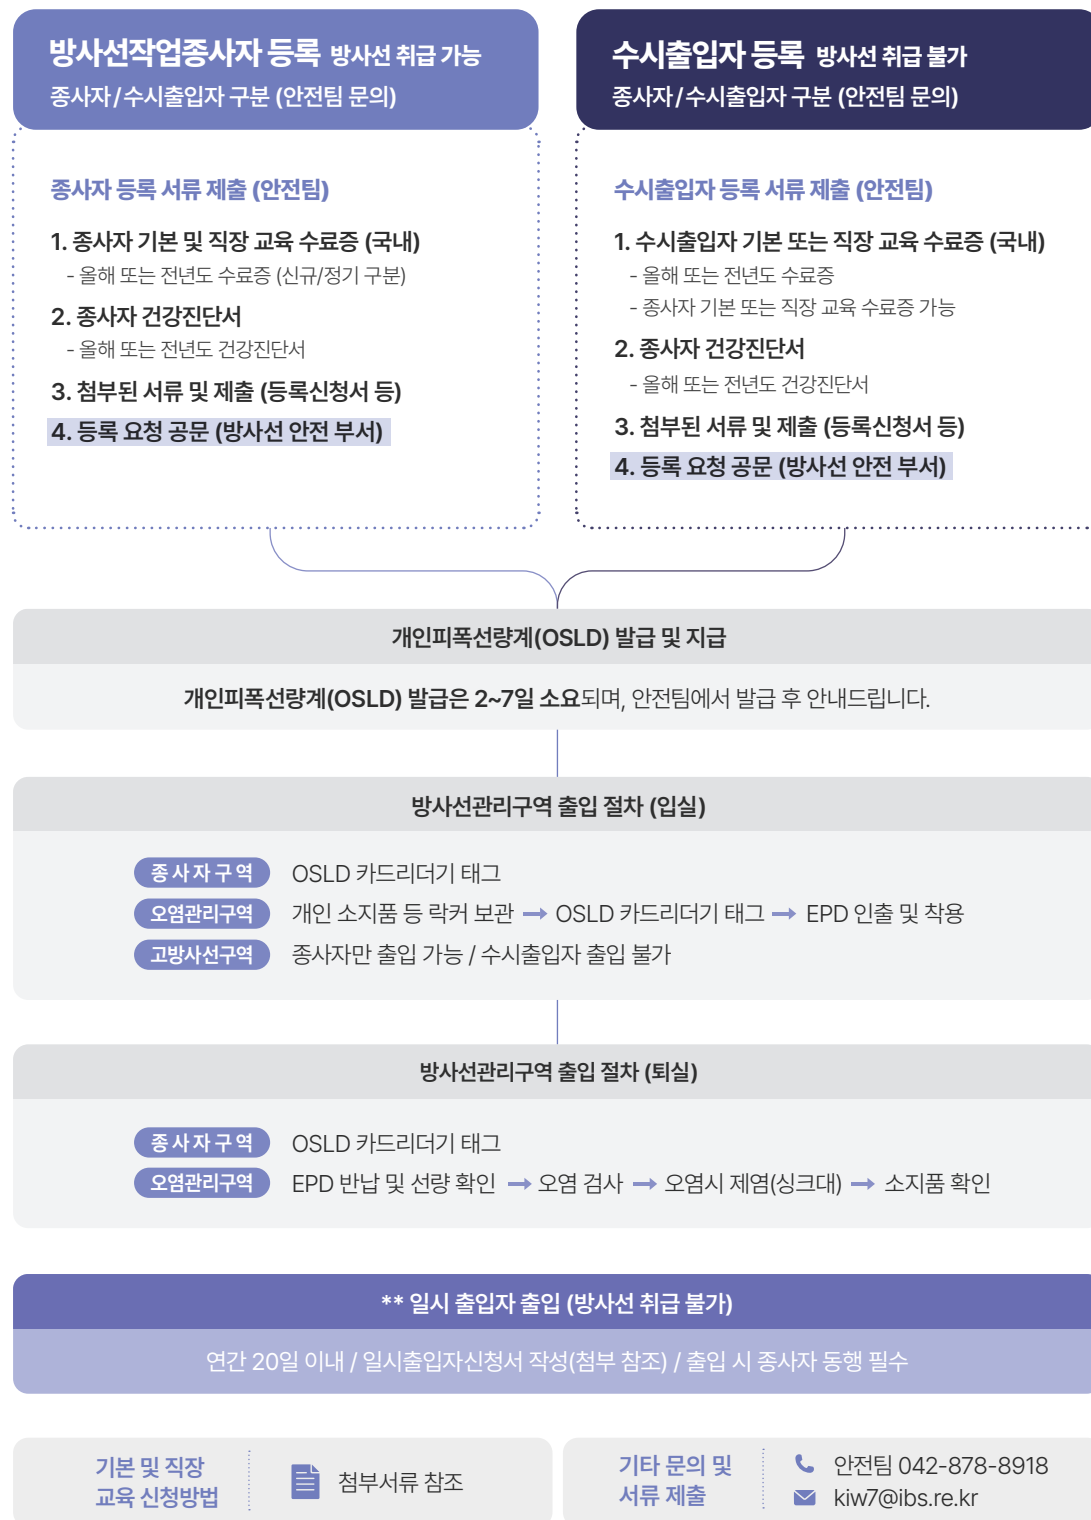 방사선작업종사자 등록 방사선 취급 가능
종사자/수시출입자 구분 (안전팀 문의)
종사자 등록 서류 제출 (안전팀)
1. 종사자 기본 및 직장 교육 수료증 (국내)
- 올해 또는 전년도 수료증 (신규/정기 구분)
2. 종사자 건강진단서
- 올해 또는 전년도 건강진단서
3. 첨부된 서류 및 제출 (등록신청서 등)
4. 등록 요청 공문 (방사선 안전 부서)
수시출입자 등록 방사선 취급 불가
종사자/수시출입자 구분 (안전팀 문의)
수시출입자 등록 서류 제출 (안전팀)
1. 수시출입자 기본 또는 직장 교육 수료증 (국내)
- 올해 또는 전년도 수료증
- 종사자 기본 또는 직장 교육 수료증 가능
2. 종사자 건강진단서
- 올해 또는 전년도 건강진단서
3. 첨부된 서류 및 제출 (등록신청서 등)
4. 등록 요청 공문 (방사선 안전 부서)
개인피폭선량계(OSLD) 발급 및 지급
개인피폭선량계(OSLD) 발급은 2~7일 소요되며, 안전팀에서 발급 후 안내드립니다.
방사선관리구역 출입 절차 (입실)
종사자구역 OSLD 카드리더기 태그
오염관리구역 개인 소지품 등 락커 보관 → OSLD 카드리더기 태그 → EPD 인출 및 착용
고방사선구역 종사자만 출입 가능 / 수시출입자 출입 불가
방사선관리구역 출입 절차 (퇴실)
종사자구역 OSLD 카드리더기 태그
오염관리구역 EPD 반납 및 선량 확인 → 오염 검사 → 오염시 제염(싱크대) → 소지품 확인
** 일시 출입자 출입 (방사선 취급 불가)
연간 20일 이내 / 일시출입자신청서 작성(첨부 참조) / 출입 시 종사자 동행 필수
기본 및 직장
교육 신청방법
첨부서류 참조
기타 문의 및
서류 제출
안전팀 042-878-8918
kiw7@ibs.re.kr